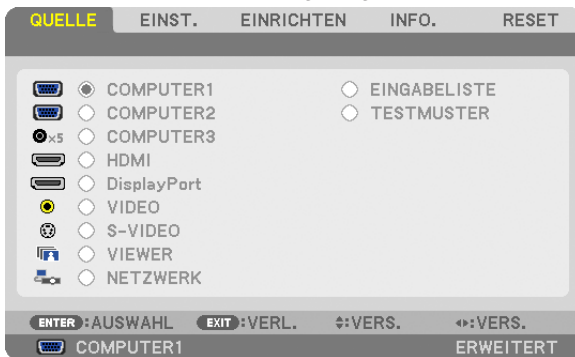 QUELLE EINST. EINRICHTEN INFO. RESET
COMPUTER1 EINGABELISTE
COMPUTER2 TESTMUSTER
×5 COMPUTER3
HDMI
DisplayPort
VIDEO
S-VIDEO
VIEWER
NETZWERK
ENTER:AUSWAHL EXIT:VERL. :VERS. :VERS.
COMPUTER1 ERWEITERT